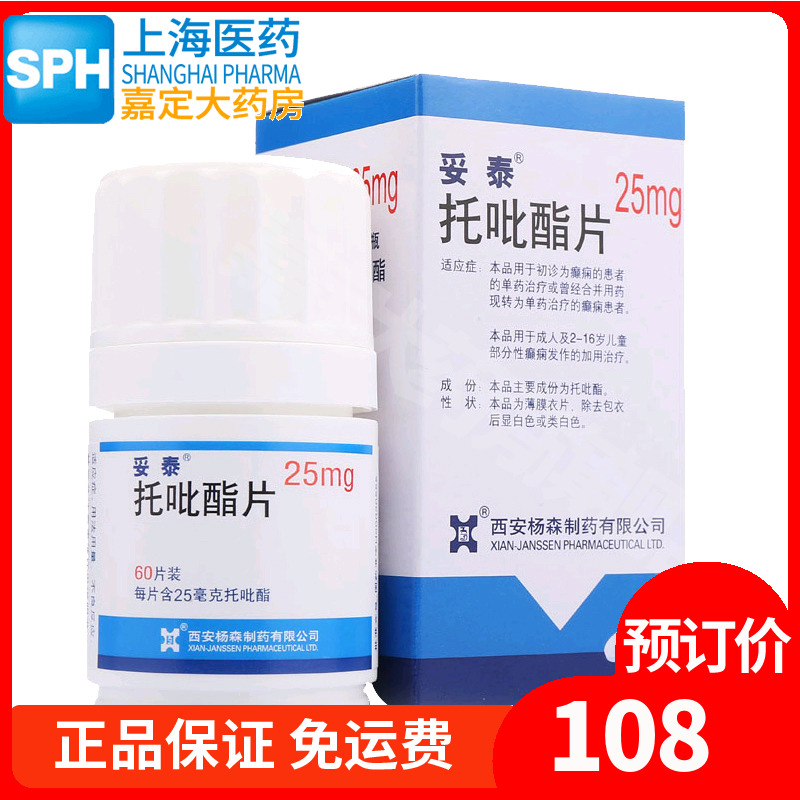 SPH
上海医药
SHANGHAI PHARMA
嘉定大药房
妥泰®
托吡酯片
25mg
适应症: 本品用于初诊为癫痫的患者
的单药治疗或曾经合并用药
现转为单药治疗的癫痫患者。
本品用于成人及2-16岁儿童
部分性癫痫发作的加用治疗。
成 份: 本品主要成份为托吡酯。
性 状: 本品为薄膜衣片，除去包衣
后显白色或类白色。
®
西安杨森制药有限公司
XIAN-JANSSEN PHARMACEUTICAL LTD.
5mg
瓶
酯
妥泰®
托吡酯片
25mg
60片装
每片含25毫克托吡酯
西安杨森制药有限公司
XIAN-JANSSEN PHARMACEUTICAL LTD.
预订价
108
正品保证 免运费